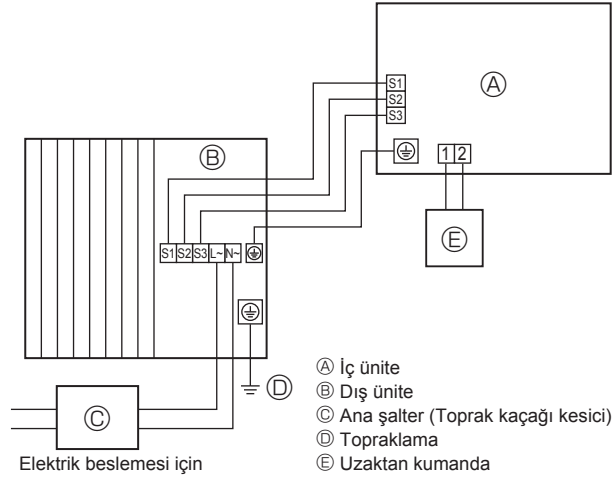 Ⓐ
S1
S2
S3
1 2
Ⓑ
Ⓔ
S1 S2 S3 L~ N~
Ⓓ
Ⓒ
Elektrik beslemesi için
Ⓐ İç ünite
Ⓑ Dış ünite
Ⓒ Ana şalter (Toprak kaçağı kesici)
Ⓓ Topraklama
Ⓔ Uzaktan kumanda